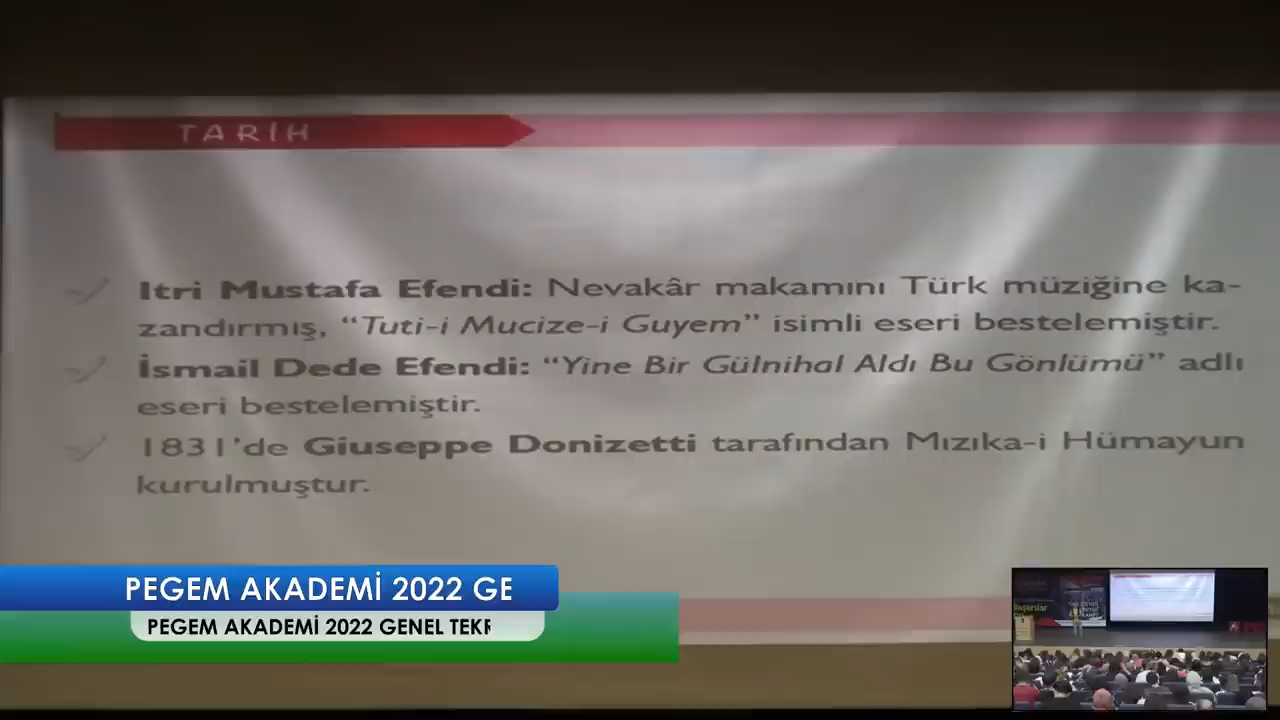 TARİH
Itri Mustafa Efendi: Nevakâr makamını Türk müziğine ka-
zandırmış, “Tuti-i Mucize-i Guyem” isimli eseri bestelemiştir.
İsmail Dede Efendi: “Yine Bir Gülnihal Aldı Bu Gönlümü” adlı
eseri bestelemiştir.
1831’de Giuseppe Donizetti tarafından Mızıka-i Hümayun
kurulmuştur.
PEGEM AKADEMİ 2022 GE
PEGEM AKADEMİ 2022 GENEL TEKR